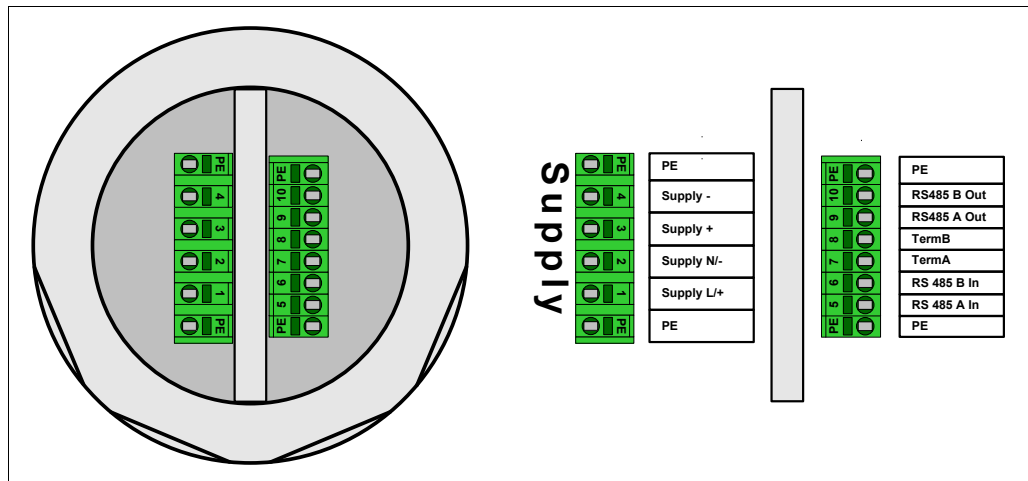 PE
4
3
2
1
PE
PE
10
9
8
7
6
5
PE
Supply
PE
4
3
2
1
PE
PE
Supply -
Supply +
Supply N/-
Supply L/+
PE
PE
10
9
8
7
6
5
PE
PE
RS485 B Out
RS485 A Out
TermB
TermA
RS 485 B In
RS 485 A In
PE